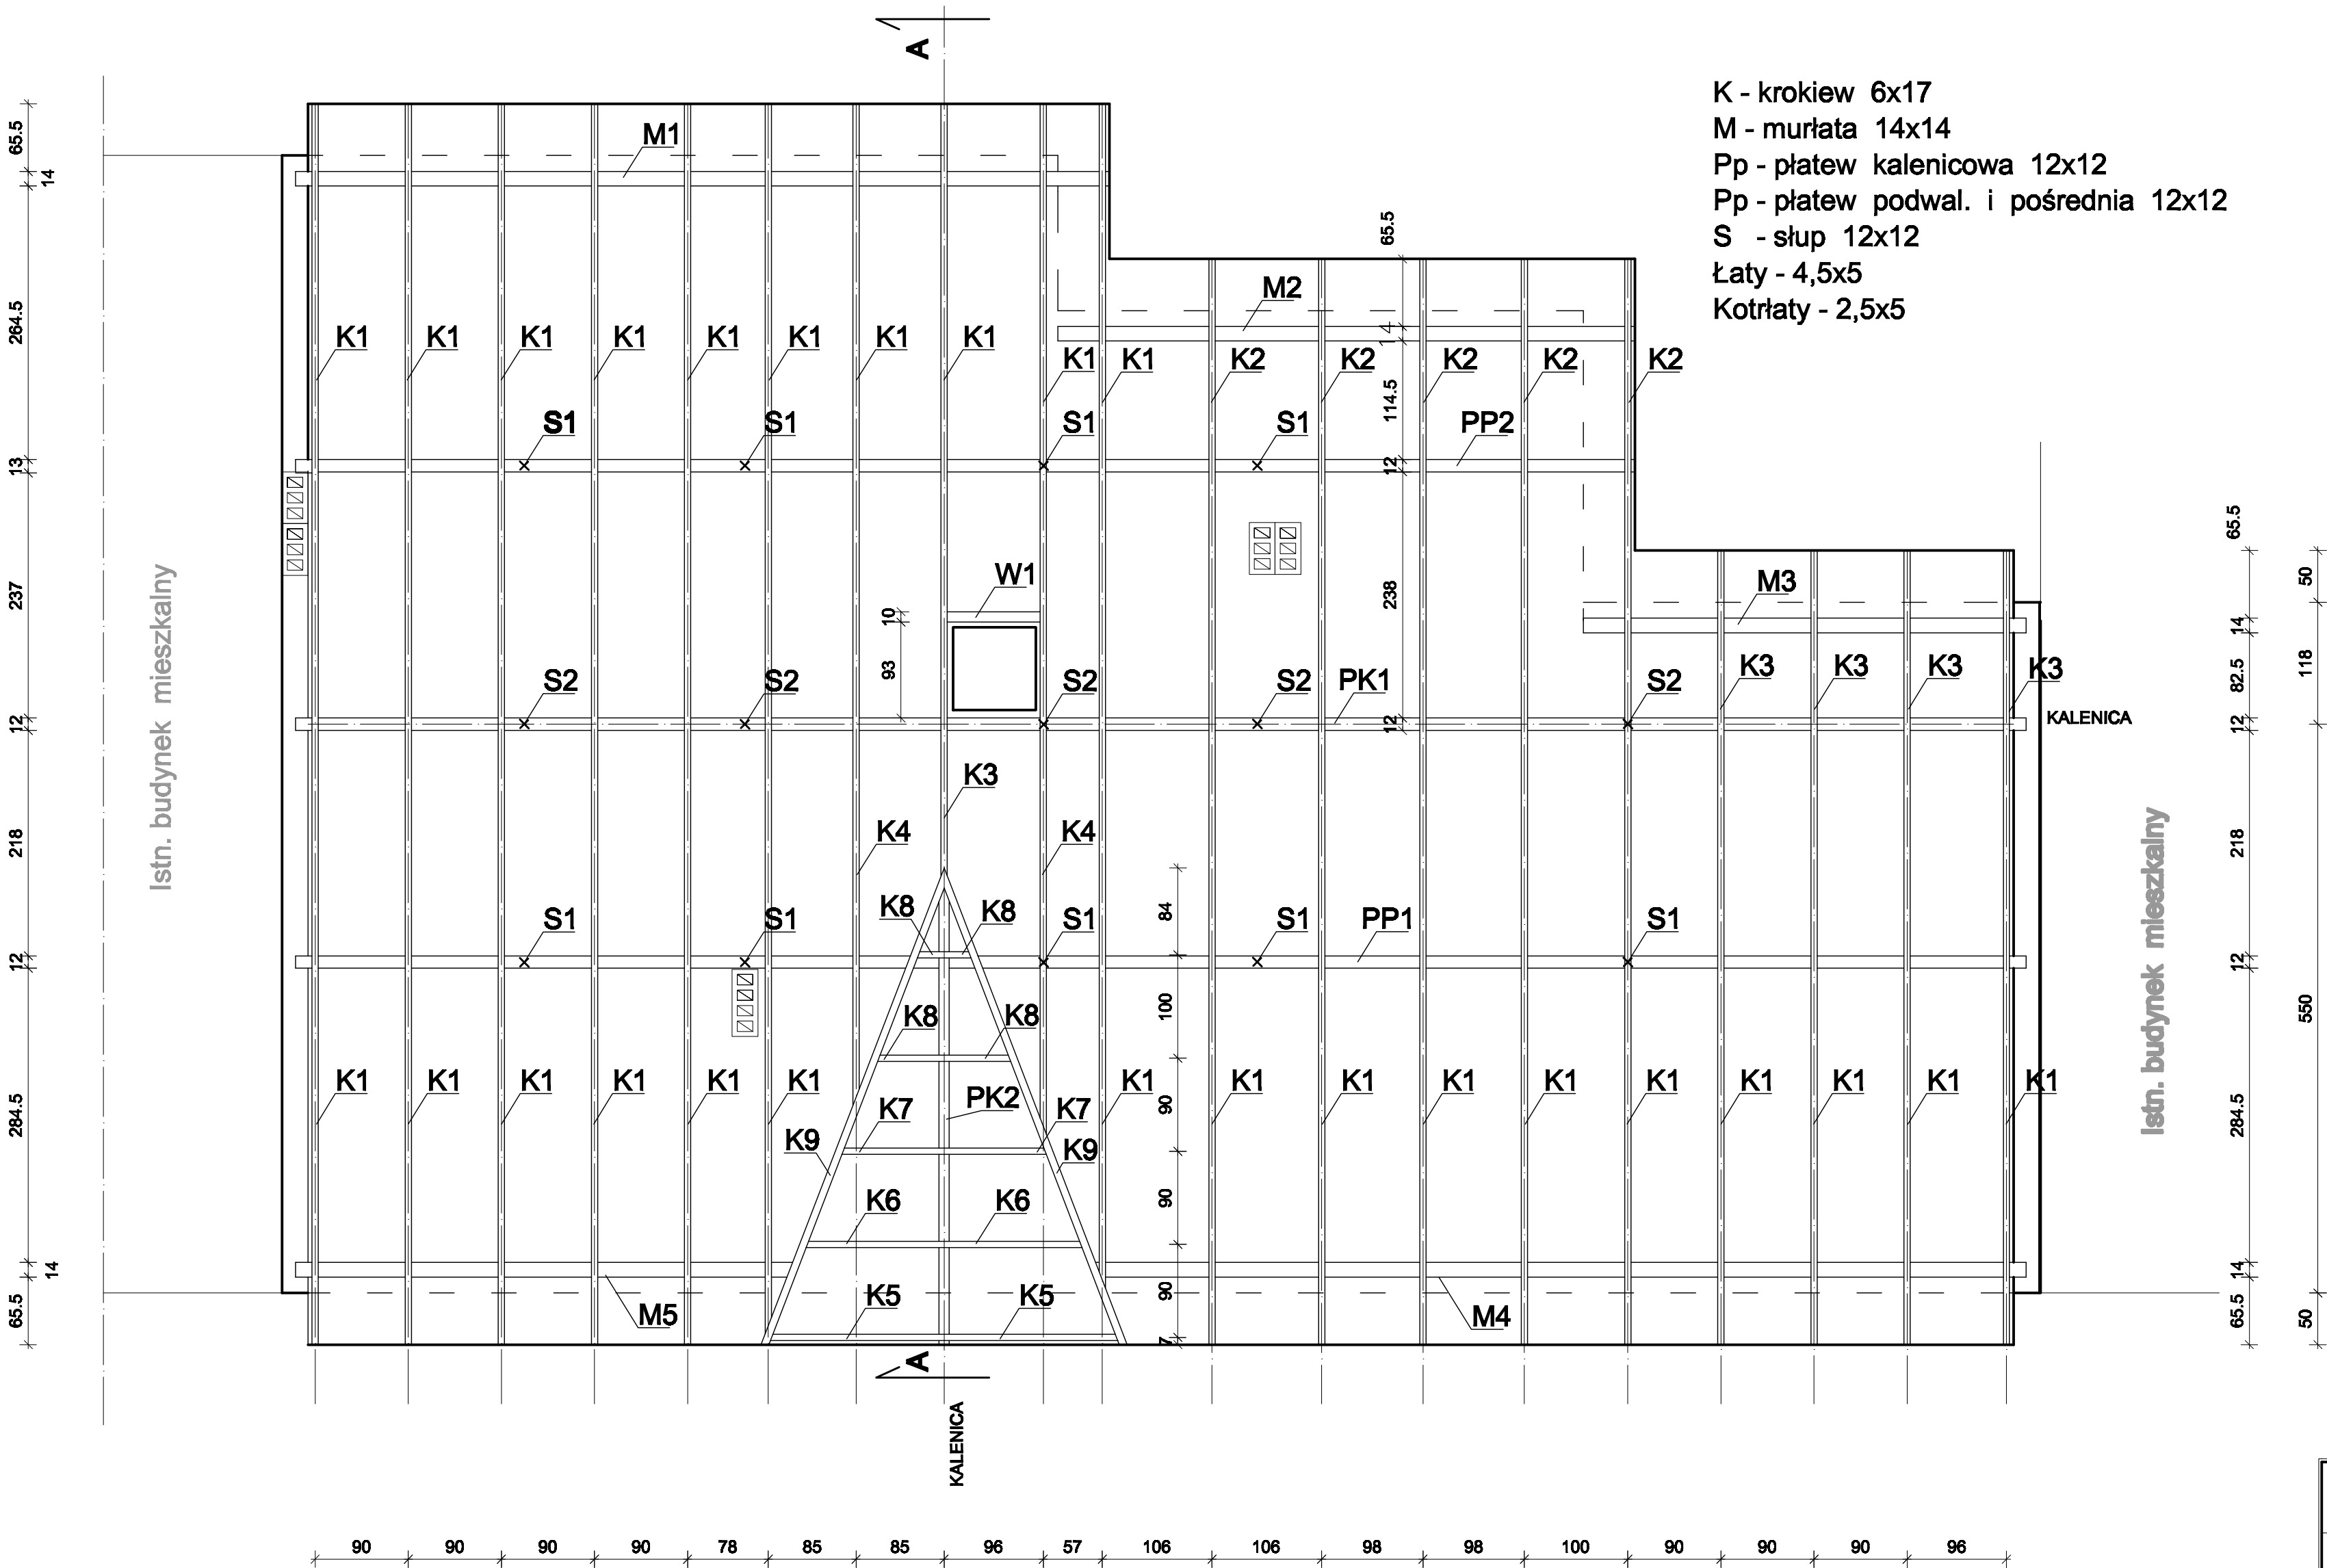 A
K - krokiew 6x17
M - murłata 14x14
Pp - płatew kalenicowa 12x12
Pp - płatew podwal. i pośrednia 12x12
S - słup 12x12
Łaty - 4,5x5
Kotrłaty - 2,5x5
65.5
14
264.5
13
237
12
218
12
284.5
14
65.5
Istn. budynek mieszkalny
M1
K1 K1 K1 K1 K1 K1 K1 K1
65.5
M2
14
K1 K1 K2 K2 K2 K2 K2
114.5
S1 S1 S1 S1 PP2
12
238
12
W1
10
93
M3
S2 S2 S2 S2 PK1 S2
K3 K3 K3 K3
KALENICA
K3
K4 K4
K8 K8
S1 S1 S1 S1 PP1 S1
K8 K8
K1 K1 K1 K1 K1 K1
PK2
K7 K7
K1 K1 K1 K1 K1 K1 K1 K1 K1 K1
K9 K9
K6 K6
K5 K5
M5 M4
84
100
90
90
90
7
A
KALENICA
65.5
14
82.5
12
218
12
284.5
14
65.5
50
118
550
50
Istn. budynek mieszkalny
90 90 90 90 78 85 85 96 57 106 106 98 98 100 90 90 90 96